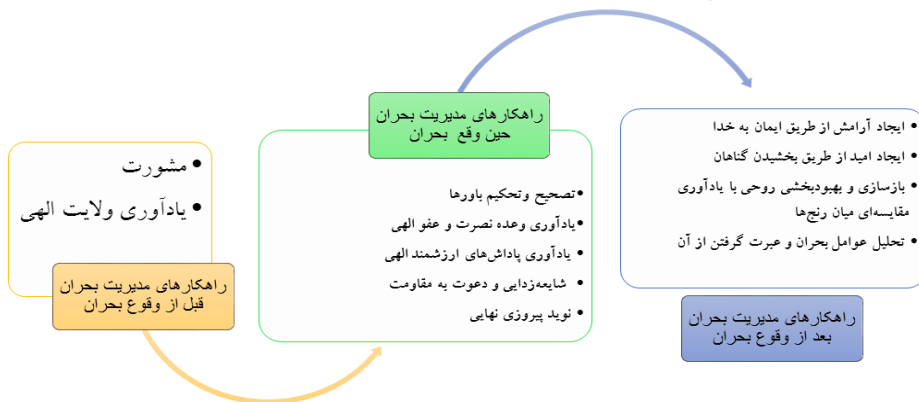 • مشورت
• یادآوری ولایت الهی
راهکارهای مدیریت بحران
قبل از وقوع بحران
راهکارهای مدیریت بحران
حین وقع بحران
•تصحیح وتحکیم باورها
•یادآوری وعده نصرت و عفو الهی
• یادآوری پاداش‌های ارزشمند الهی
• شایعه‌زدایی و دعوت به مقاومت
• نوید پیروزی نهایی
• ایجاد آرامش از طریق ایمان به خدا
• ایجاد امید از طریق بخشیدن گناهان
• بازسازی و بهبودبخشی روحی با یادآوری
مقایسه‌ای میان رنج‌ها
• تحلیل عوامل بحران و عبرت گرفتن از آن
راهکارهای مدیریت بحران
بعد از وقوع بحران